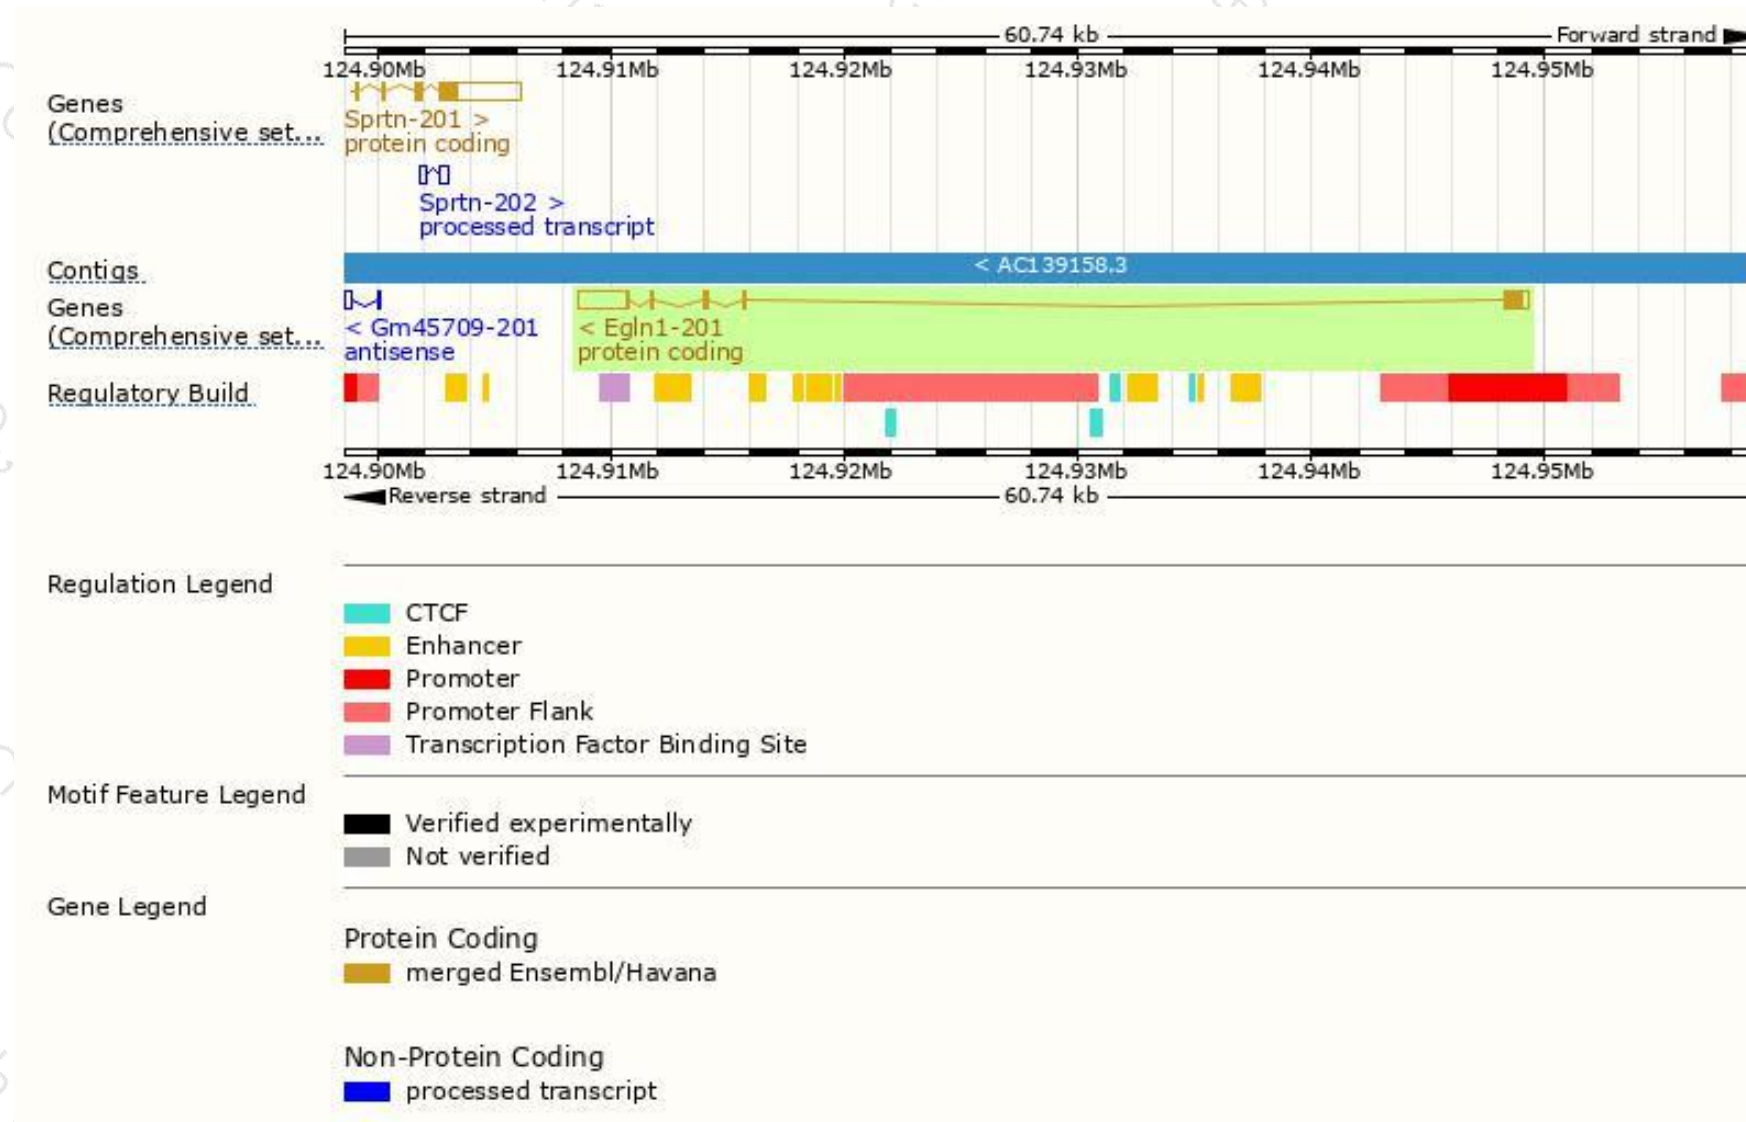 60.74 kb Forward strand
124.90Mb 124.91Mb 124.92Mb 124.93Mb 124.94Mb 124.95Mb
Genes
(Comprehensive set...
Sprtn-201 >
protein coding
Sprtn-202 >
processed transcript
Contigs
< AC139158.3
Genes
(Comprehensive set...
< Gm45709-201
antisense
< Egln1-201
protein coding
Regulatory Build
124.90Mb 124.91Mb 124.92Mb 124.93Mb 124.94Mb 124.95Mb
Reverse strand 60.74 kb
Regulation Legend
CTCF
Enhancer
Promoter
Promoter Flank
Transcription Factor Binding Site
Motif Feature Legend
Verified experimentally
Not verified
Gene Legend
Protein Coding
merged Ensembl/Havana
Non-Protein Coding
processed transcript